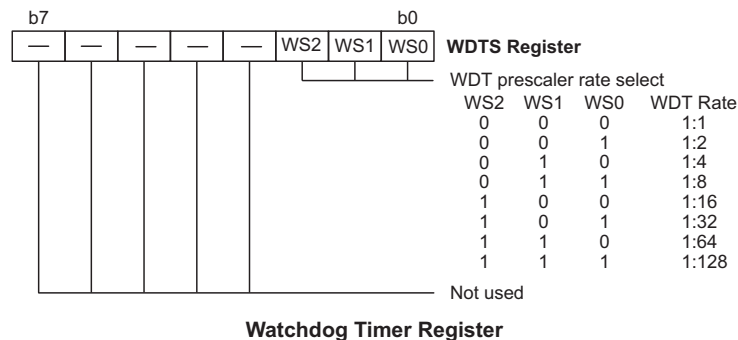 b7 b0
— — — — — WS2 WS1 WS0 WDTS Register
WDT prescaler rate select
WS2 WS1 WS0 WDT Rate
0 0 0 1:1
0 0 1 1:2
0 1 0 1:4
0 1 1 1:8
1 0 0 1:16
1 0 1 1:32
1 1 0 1:64
1 1 1 1:128
Not used
Watchdog Timer Register